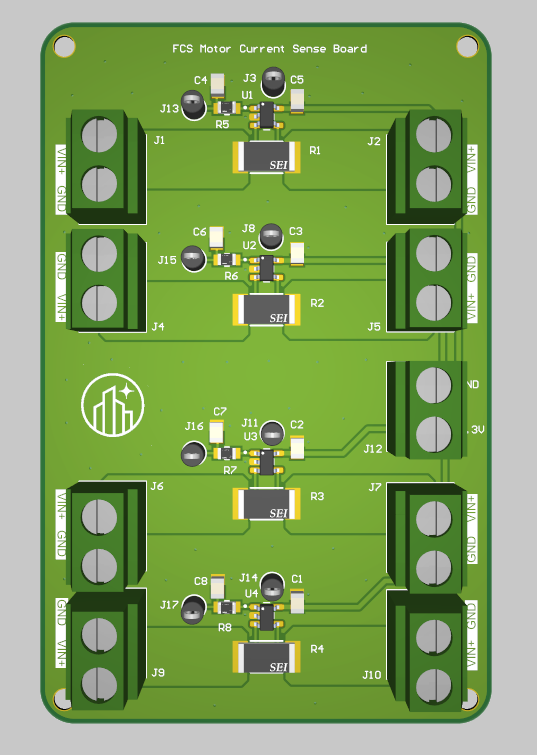 FCS Motor Current Sense Board
C4
J3
C5
U1
J13
R5
J1
R1
J2
SEI
VIN+
GND
VIN+
GND
C6
J8
C3
U2
J15
R6
GND
VIN+
GND
VIN+
R2
SEI
J4
J5
ND
.3V
C7
J11
C2
J16
U3
J12
R7
J6
J7
R3
SEI
VIN+
GND
VIN+
GND
C8
J14
C1
U4
J17
R8
GND
VIN+
GND
VIN+
R4
SEI
J9
J10